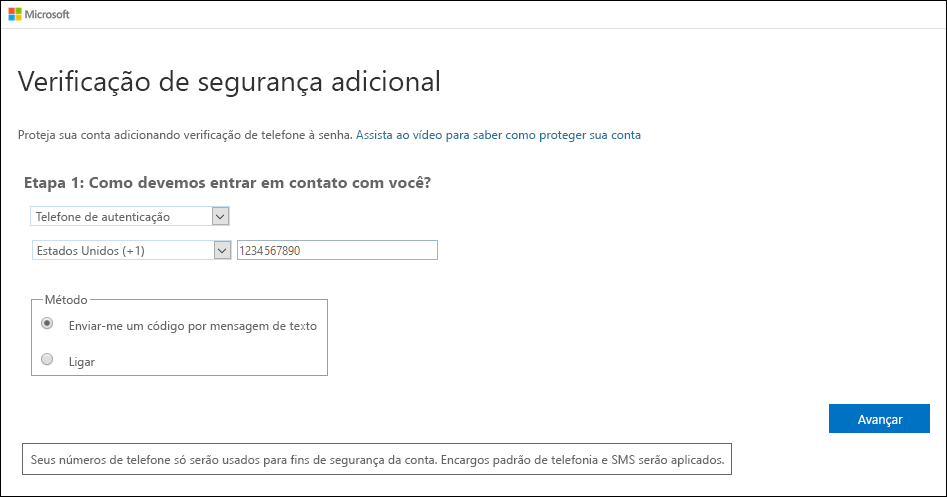 Microsoft
Verificação de segurança adicional
Proteja sua conta adicionando verificação de telefone à senha. Assista ao vídeo para saber como proteger sua conta
Etapa 1: Como devemos entrar em contato com você?
Telefone de autenticação
Estados Unidos (+1) 1234567890
Método
Enviar-me um código por mensagem de texto
Ligar
Avançar
Seus números de telefone só serão usados para fins de segurança da conta. Encargos padrão de telefonia e SMS serão aplicados.